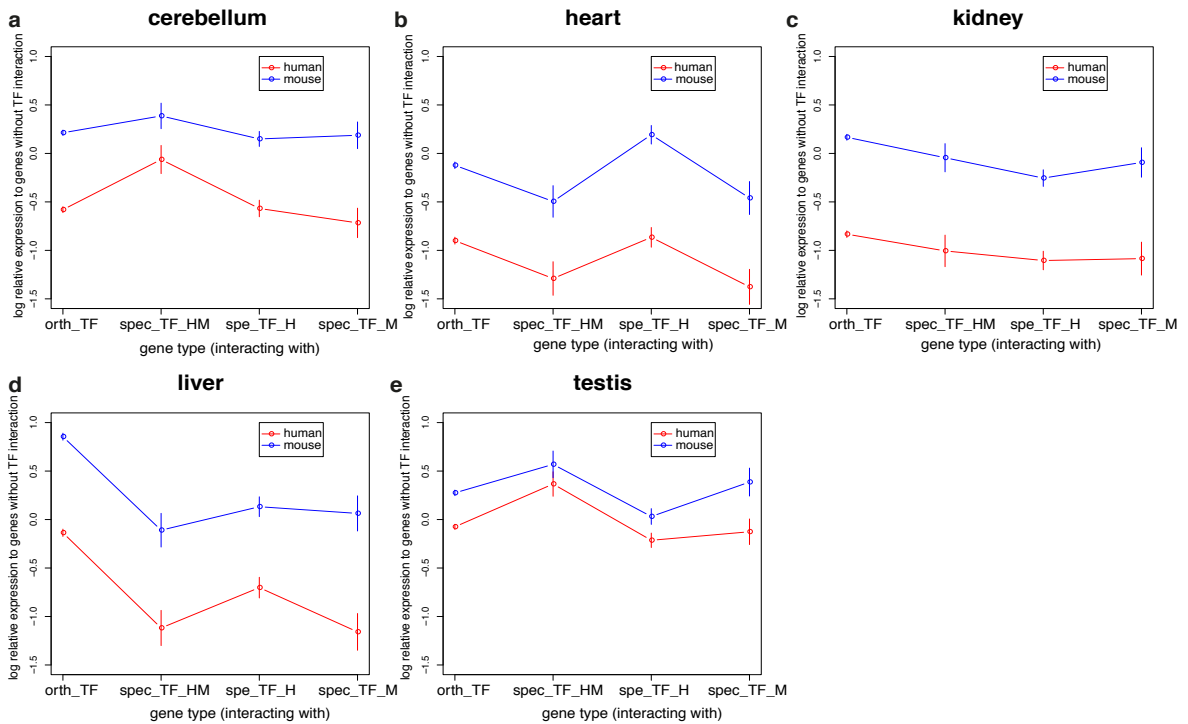 a
cerebellum
log relative expression to genes without TF interaction
1.0
0.5
0.0
−0.5
−1.0
−1.5
human
mouse
orth_TF
spec_TF_HM
spe_TF_H
spec_TF_M
gene type (interacting with)
b
heart
log relative expression to genes without TF interaction
1.0
0.5
0.0
−0.5
−1.0
−1.5
human
mouse
orth_TF
spec_TF_HM
spe_TF_H
spec_TF_M
gene type (interacting with)
c
kidney
log relative expression to genes without TF interaction
1.0
0.5
0.0
−0.5
−1.0
−1.5
human
mouse
orth_TF
spec_TF_HM
spe_TF_H
spec_TF_M
gene type (interacting with)
d
liver
log relative expression to genes without TF interaction
1.0
0.5
0.0
−0.5
−1.0
−1.5
human
mouse
orth_TF
spec_TF_HM
spe_TF_H
spec_TF_M
gene type (interacting with)
e
testis
log relative expression to genes without TF interaction
1.0
0.5
0.0
−0.5
−1.0
−1.5
human
mouse
orth_TF
spec_TF_HM
spe_TF_H
spec_TF_M
gene type (interacting with)